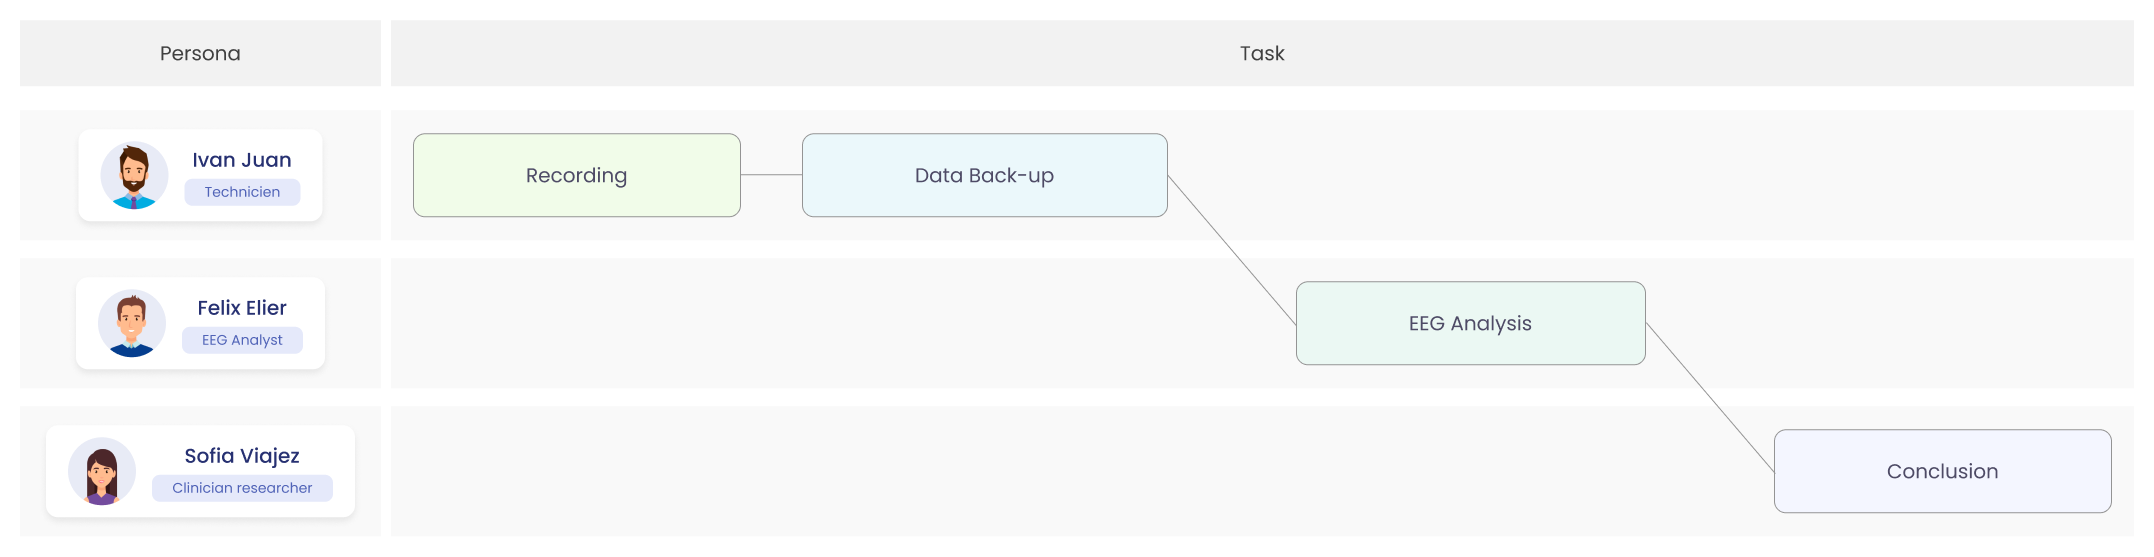 Persona
Task
Ivan Juan
Technicien
Recording
Data Back-up
Felix Elier
EEG Analyst
EEG Analysis
Sofia Viajez
Clinician researcher
Conclusion